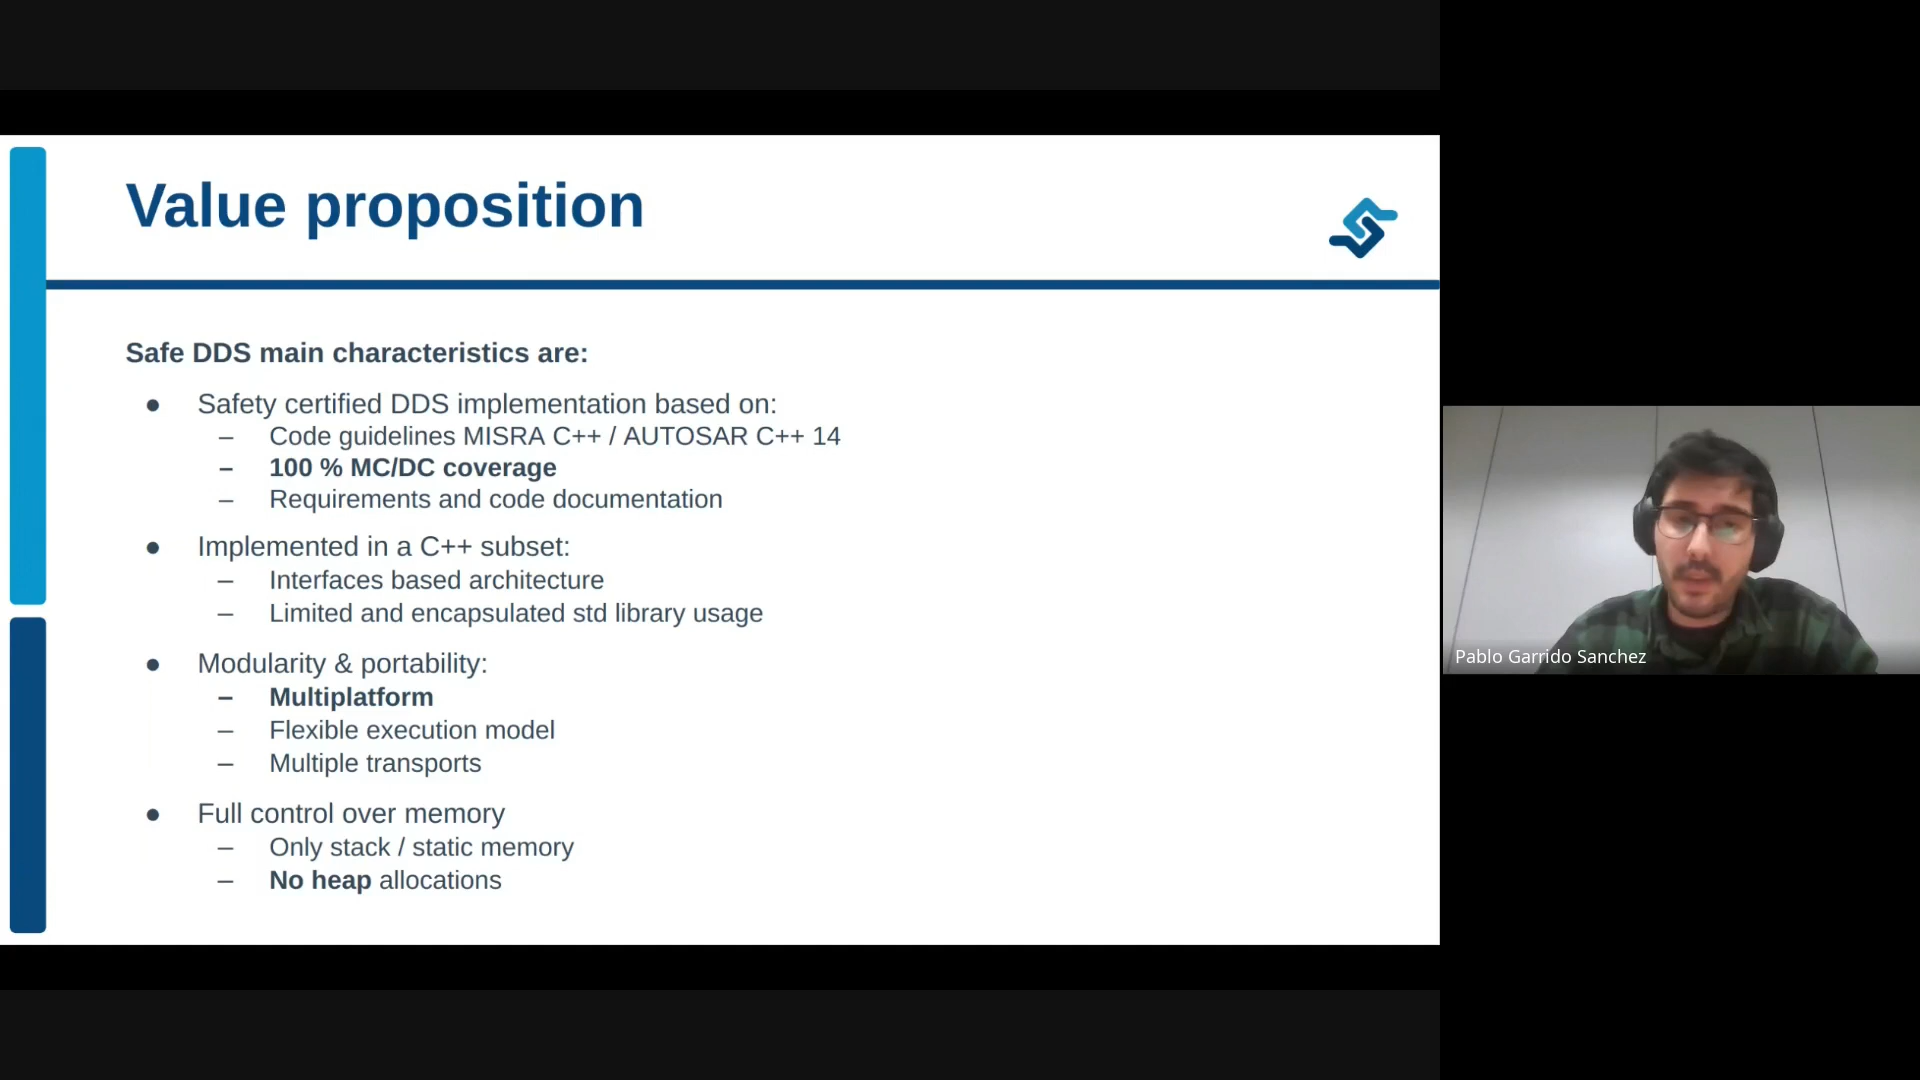 Value proposition
Safe DDS main characteristics are:
● Safety certified DDS implementation based on:
– Code guidelines MISRA C++ / AUTOSAR C++ 14
– 100 % MC/DC coverage
– Requirements and code documentation
● Implemented in a C++ subset:
– Interfaces based architecture
– Limited and encapsulated std library usage
● Modularity & portability:
– Multiplatform
– Flexible execution model
– Multiple transports
● Full control over memory
– Only stack / static memory
– No heap allocations
Pablo Garrido Sanchez